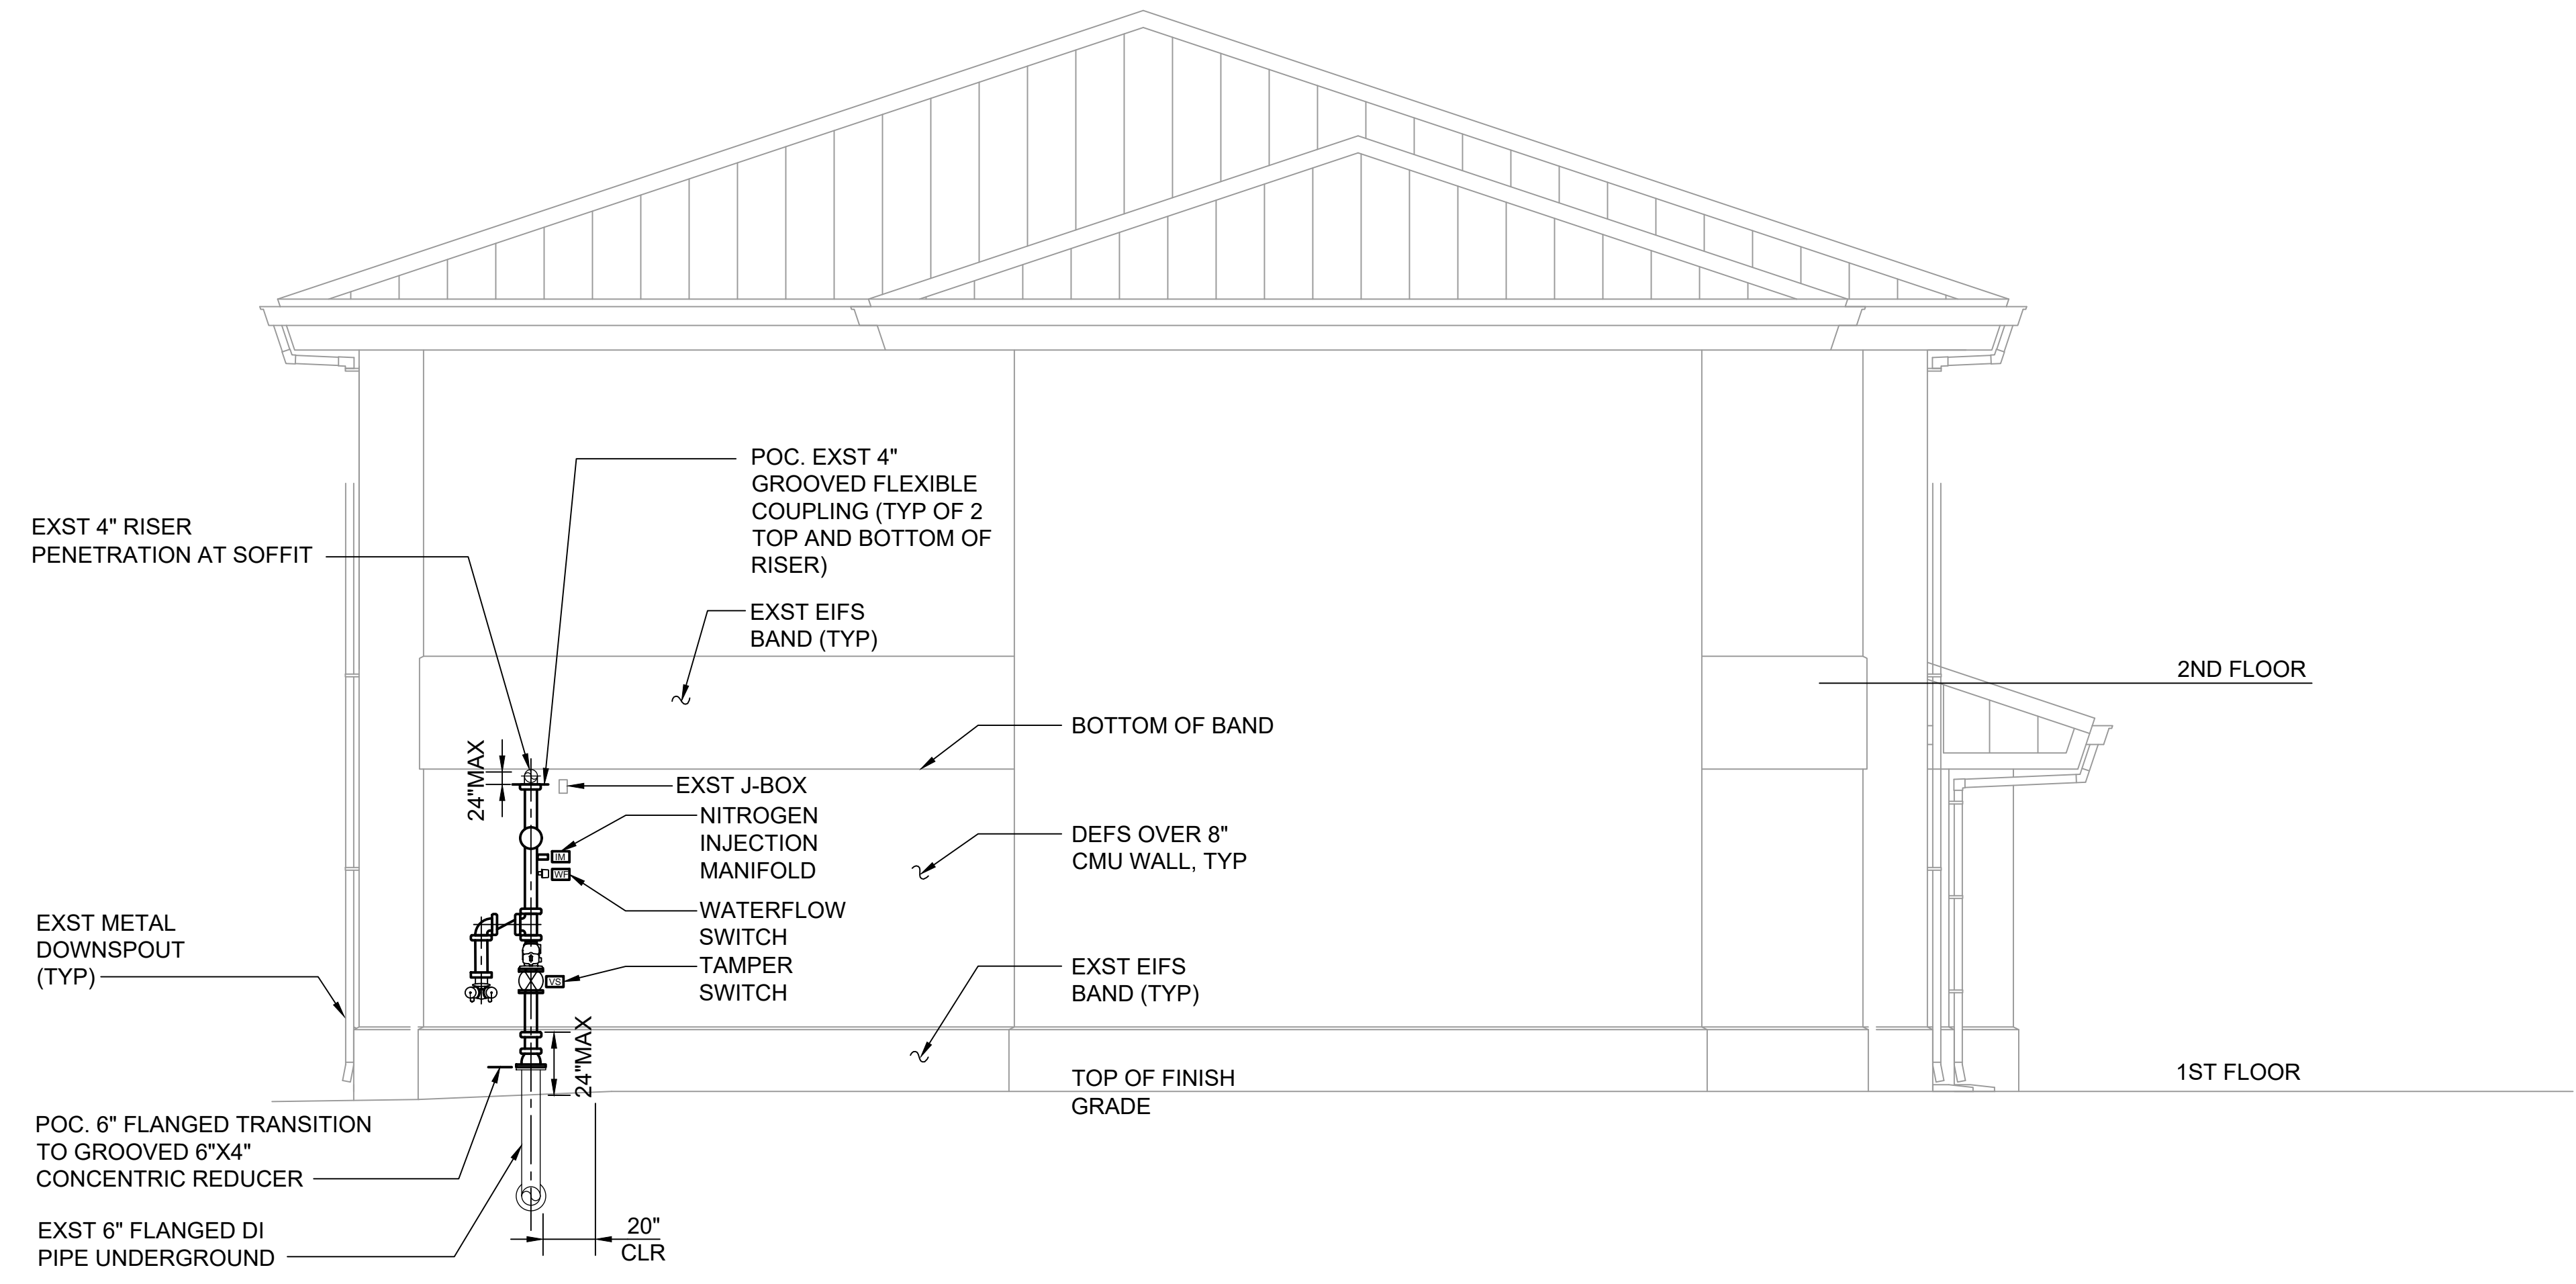 POC. EXST 4"
GROOVED FLEXIBLE
COUPLING (TYP OF 2
TOP AND BOTTOM OF
RISER)
EXST 4" RISER
PENETRATION AT SOFFIT
EXST EIFS
BAND (TYP)
2ND FLOOR
BOTTOM OF BAND
24"MAX
EXST J-BOX
NITROGEN
INJECTION
MANIFOLD
IM
WF
DEFS OVER 8"
CMU WALL, TYP
WATERFLOW
SWITCH
TAMPER
SWITCH
VS
EXST METAL
DOWNSPOUT
(TYP)
EXST EIFS
BAND (TYP)
24"MAX
TOP OF FINISH
GRADE
1ST FLOOR
POC. 6" FLANGED TRANSITION
TO GROOVED 6"X4"
CONCENTRIC REDUCER
EXST 6" FLANGED DI
PIPE UNDERGROUND
20"
CLR